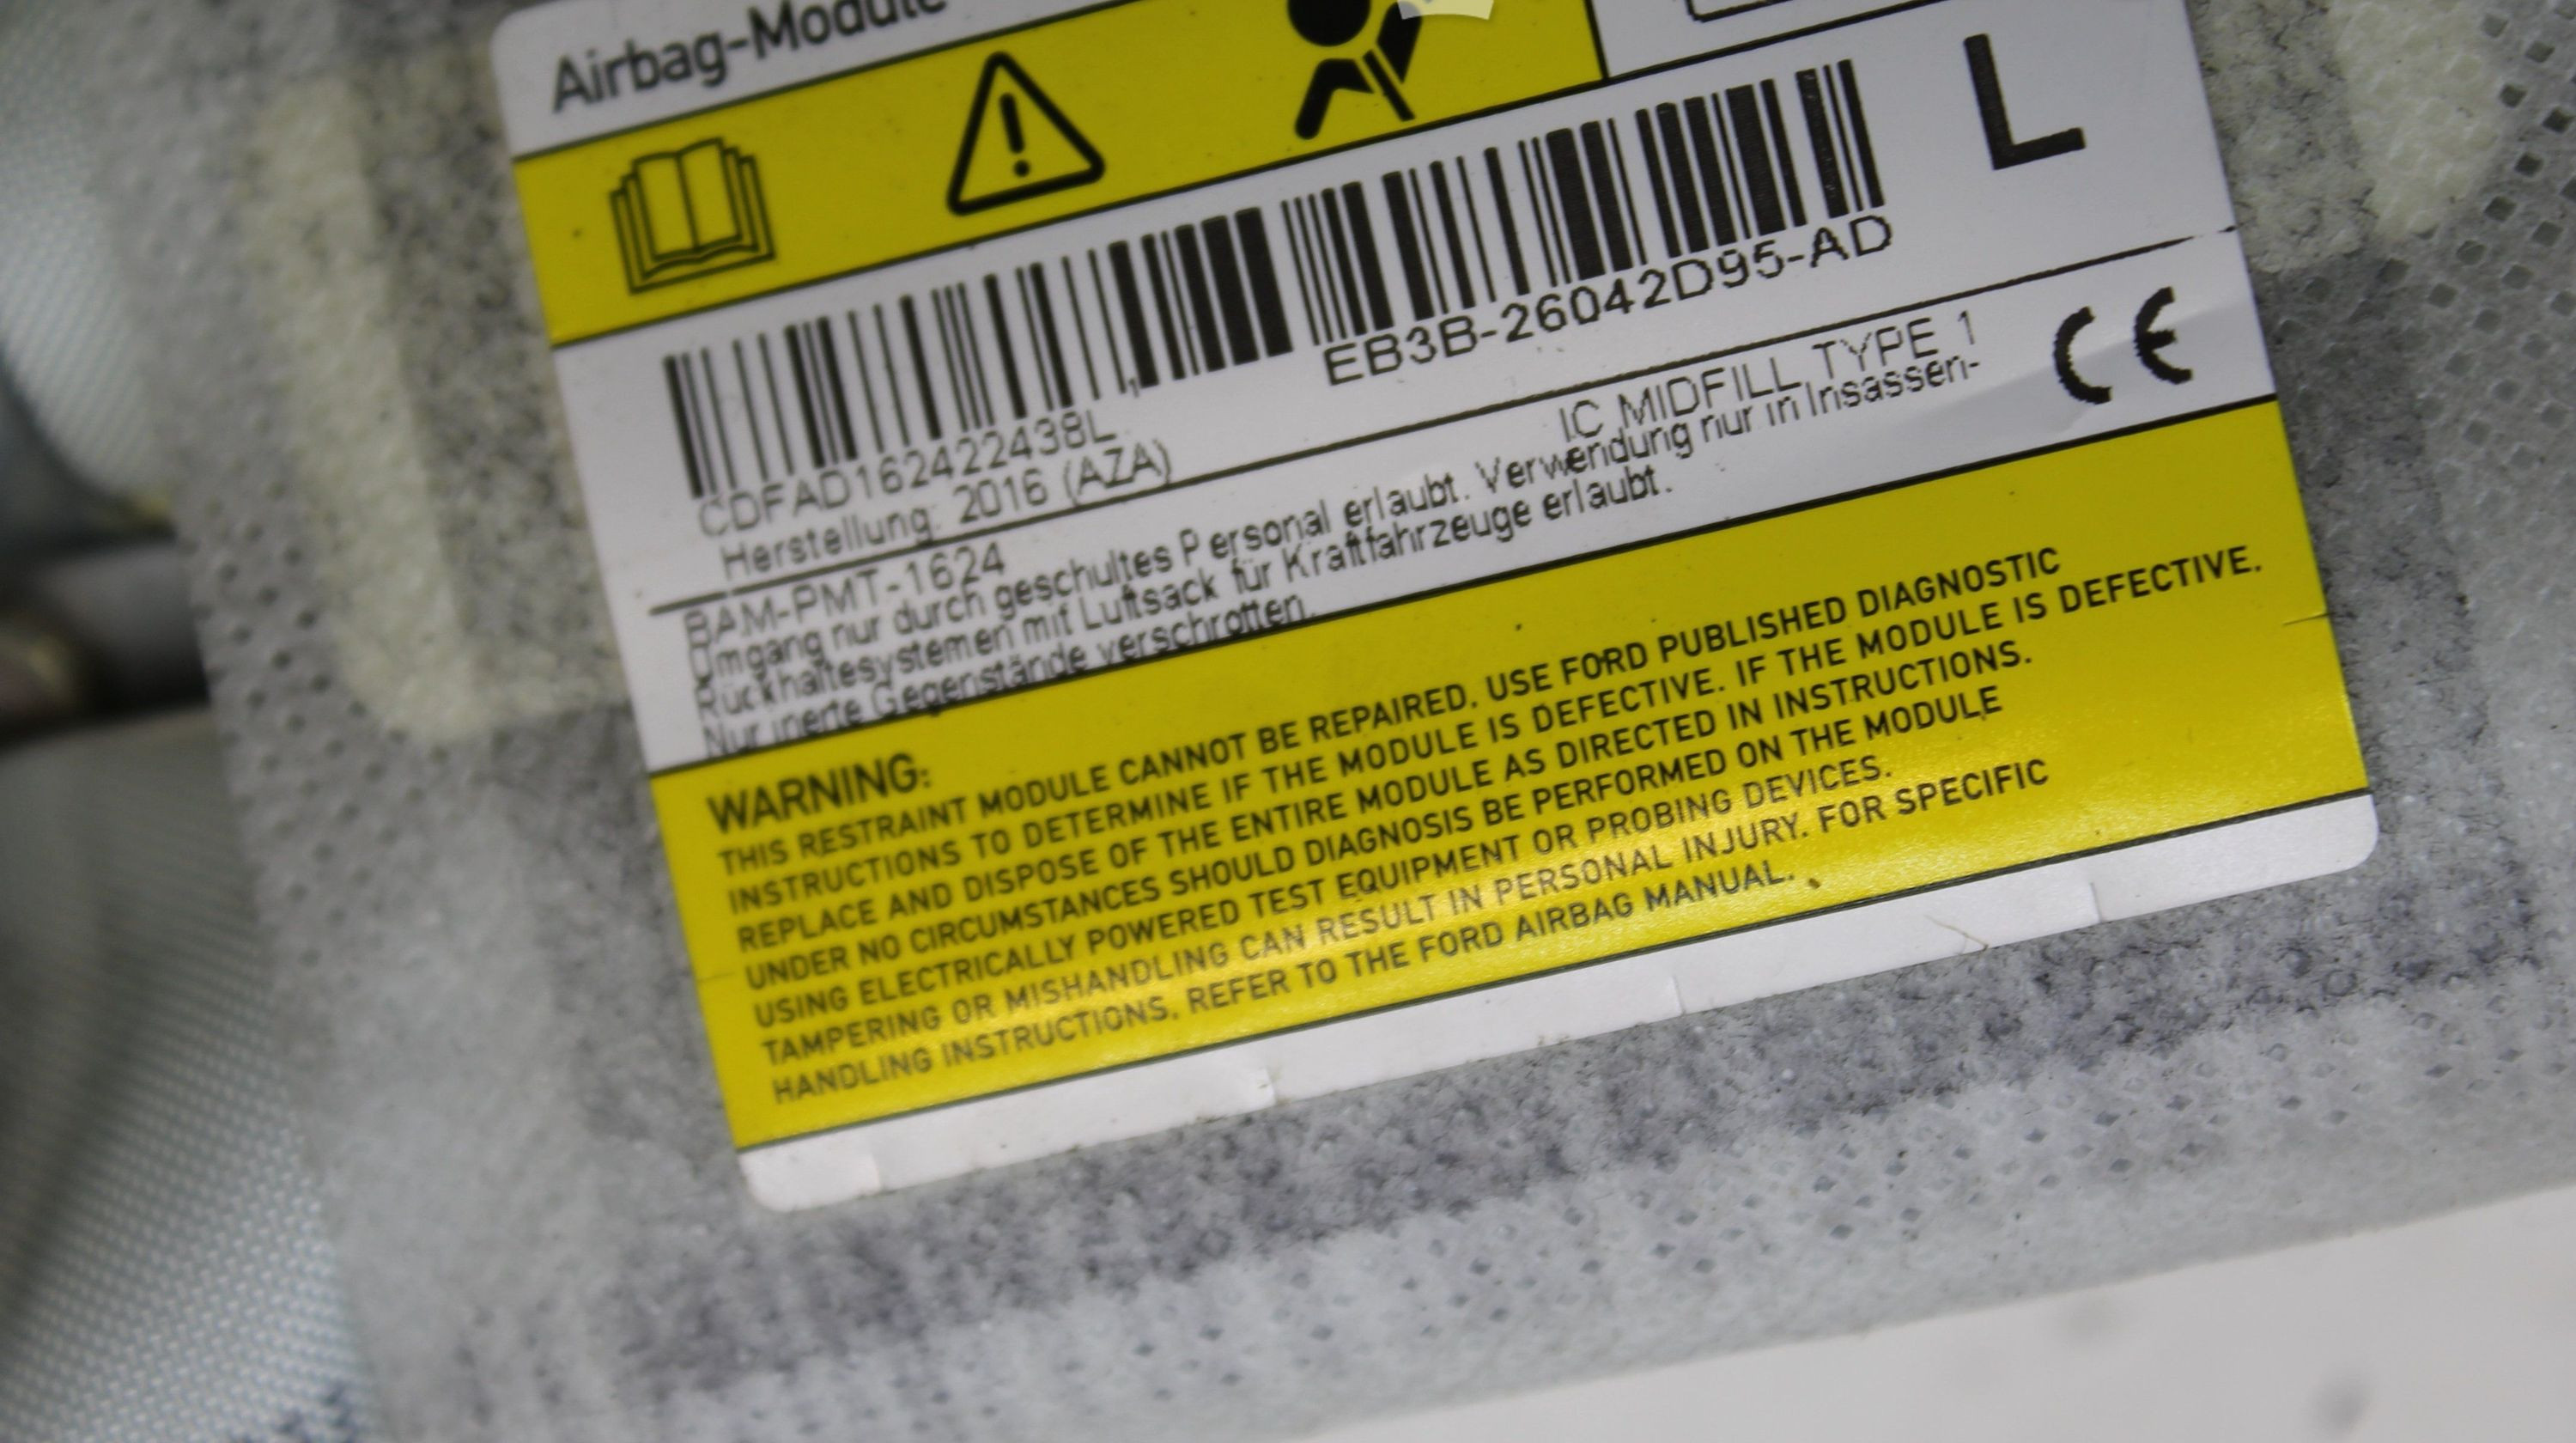 Airbag-Module
L
EB3B-26042D95-AD
CDFAD162422438L
Herstellung: 2016 (AZA)
IC MIDFILL TYPE 1
BAM-PMT-1624
Umgang nur durch geschultes Personal erlaubt. Verwendung nur in Insassen-
Rückhaltesystemen mit Luftsack für Kraftfahrzeuge erlaubt.
Nur inerte Gegenstände verschrotten.
CE
WARNING:
THIS RESTRAINT MODULE CANNOT BE REPAIRED. USE FORD PUBLISHED DIAGNOSTIC
INSTRUCTIONS TO DETERMINE IF THE MODULE IS DEFECTIVE. IF THE MODULE IS DEFECTIVE.
REPLACE AND DISPOSE OF THE ENTIRE MODULE AS DIRECTED IN INSTRUCTIONS.
UNDER NO CIRCUMSTANCES SHOULD DIAGNOSIS BE PERFORMED ON THE MODULE
USING ELECTRICALLY POWERED TEST EQUIPMENT OR PROBING DEVICES.
TAMPERING OR MISHANDLING CAN RESULT IN PERSONAL INJURY. FOR SPECIFIC
HANDLING INSTRUCTIONS, REFER TO THE FORD AIRBAG MANUAL.